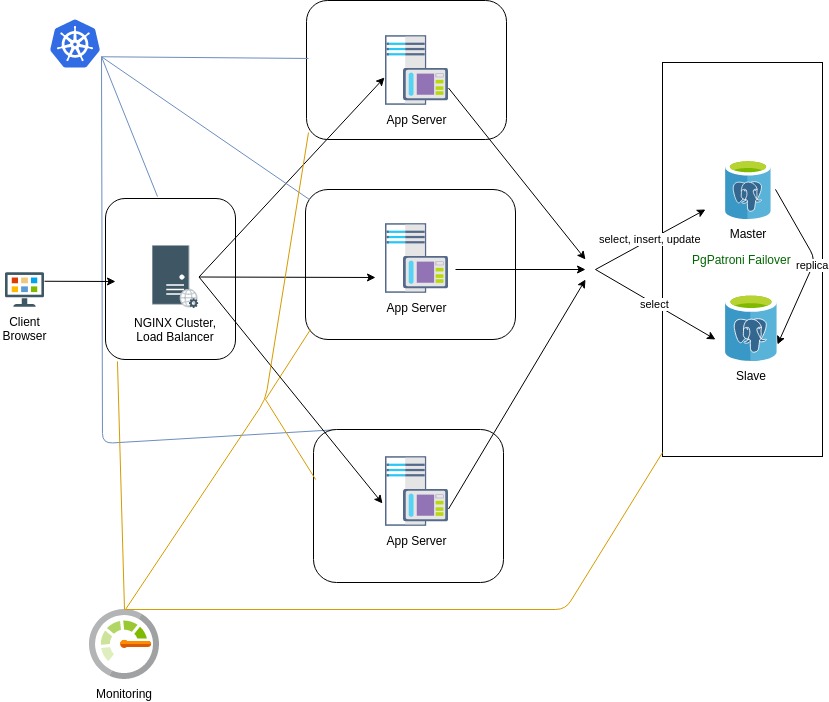 App Server
select, insert, update
Master
PgPatroni Failover
replica
App Server
Client
Browser
NGINX Cluster,
Load Balancer
select
Slave
App Server
Monitoring